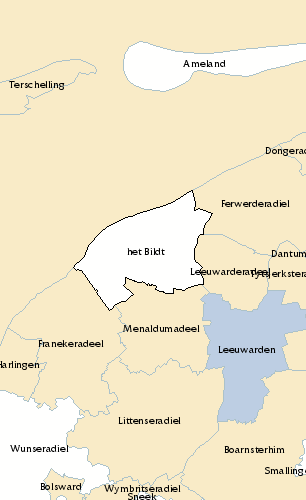 Ameland
Terschelling
Dongerad
Ferwerderadiel
het Bildt
Dantum
Leeuwarderadeel
Tytsjerkstera
Menaldumadeel
Franekeradeel
Leeuwarden
Harlingen
Littenseradiel
Wunseradiel
Boarnsterhim
Smalling
Bolsward
Wymbritseradiel
Sneek